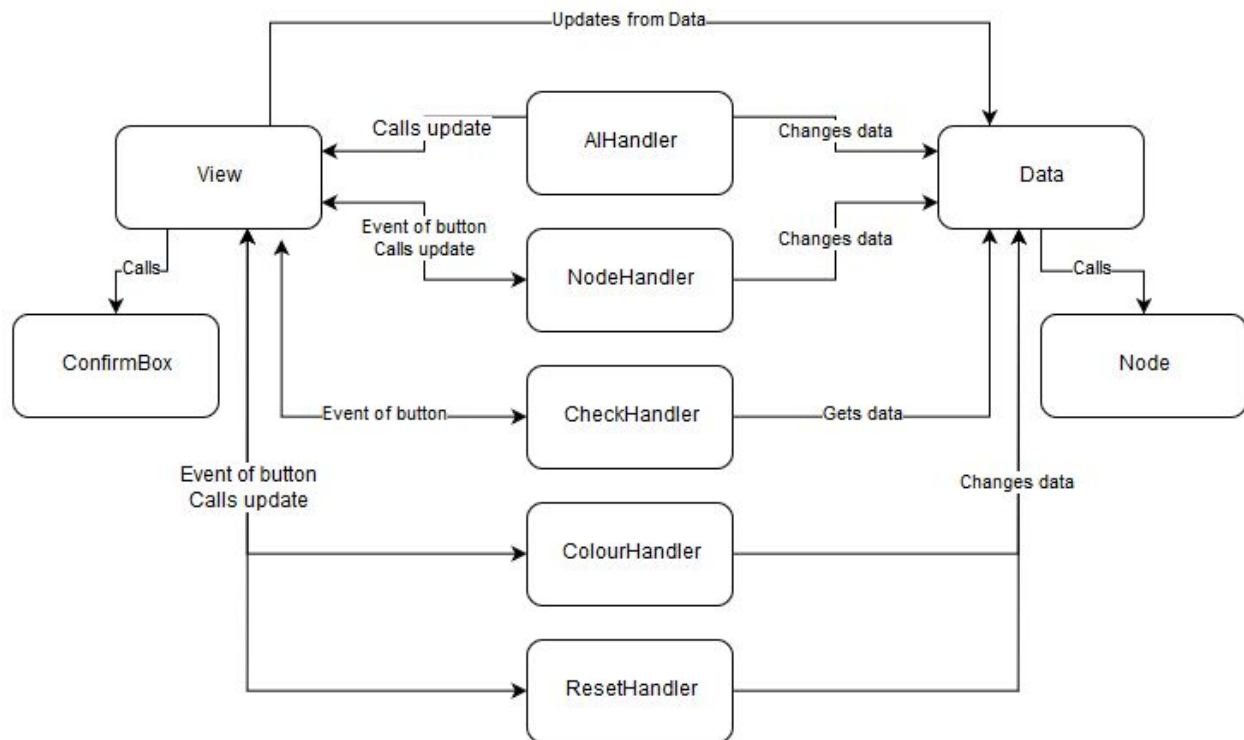 Updates from Data
AIHandler
Calls update
Changes data
View
Data
Event of button
Calls update
Changes data
NodeHandler
Calls
Calls
ConfirmBox
Node
Event of button
CheckHandler
Gets data
Event of button
Calls update
Changes data
ColourHandler
ResetHandler